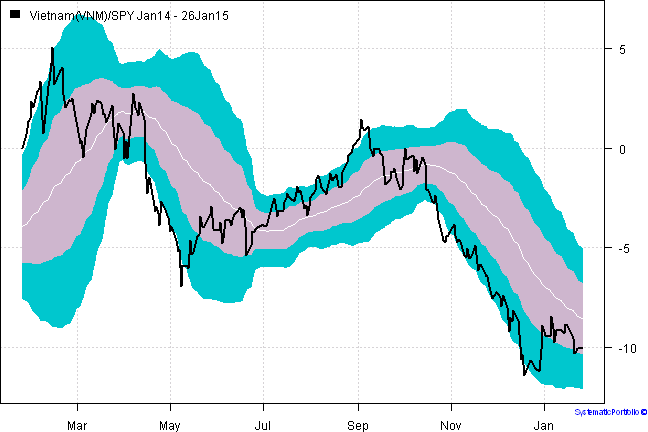 Vietnam(VNM)/SPY Jan14 - 26Jan15
5
0
-5
-10
Mar May Jul Sep Nov Jan
SystematicPortfolio ©